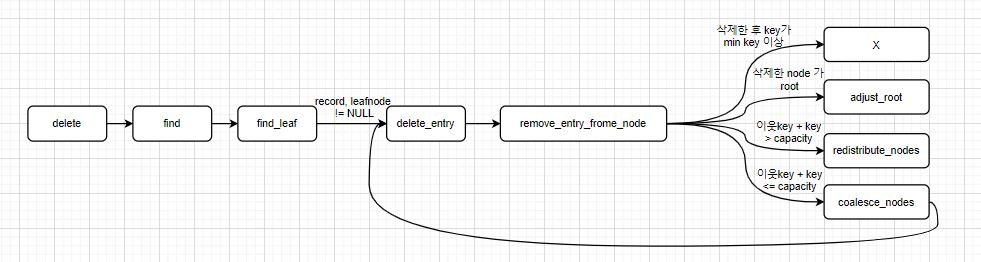 delete
find
find_leaf
record, leafnode
!= NULL
delete_entry
remove_entry_frome_node
삭제한 후 key가
min key 이상
X
삭제한 node 가
root
adjust_root
이웃key + key
> capacity
redistribute_nodes
이웃key + key
<= capacity
coalesce_nodes